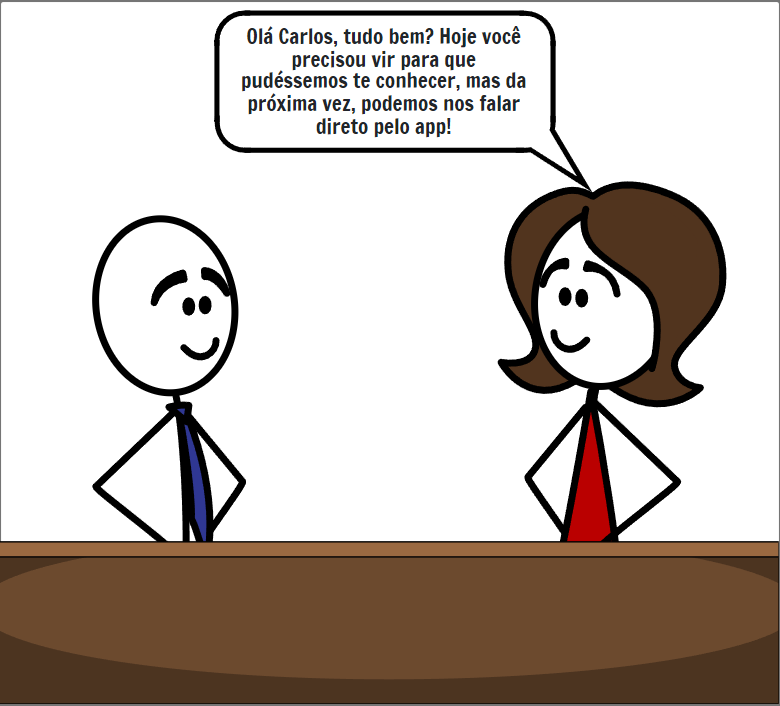 Olá Carlos, tudo bem? Hoje você
precisou vir para que
pudéssemos te conhecer, mas da
próxima vez, podemos nos falar
direto pelo app!